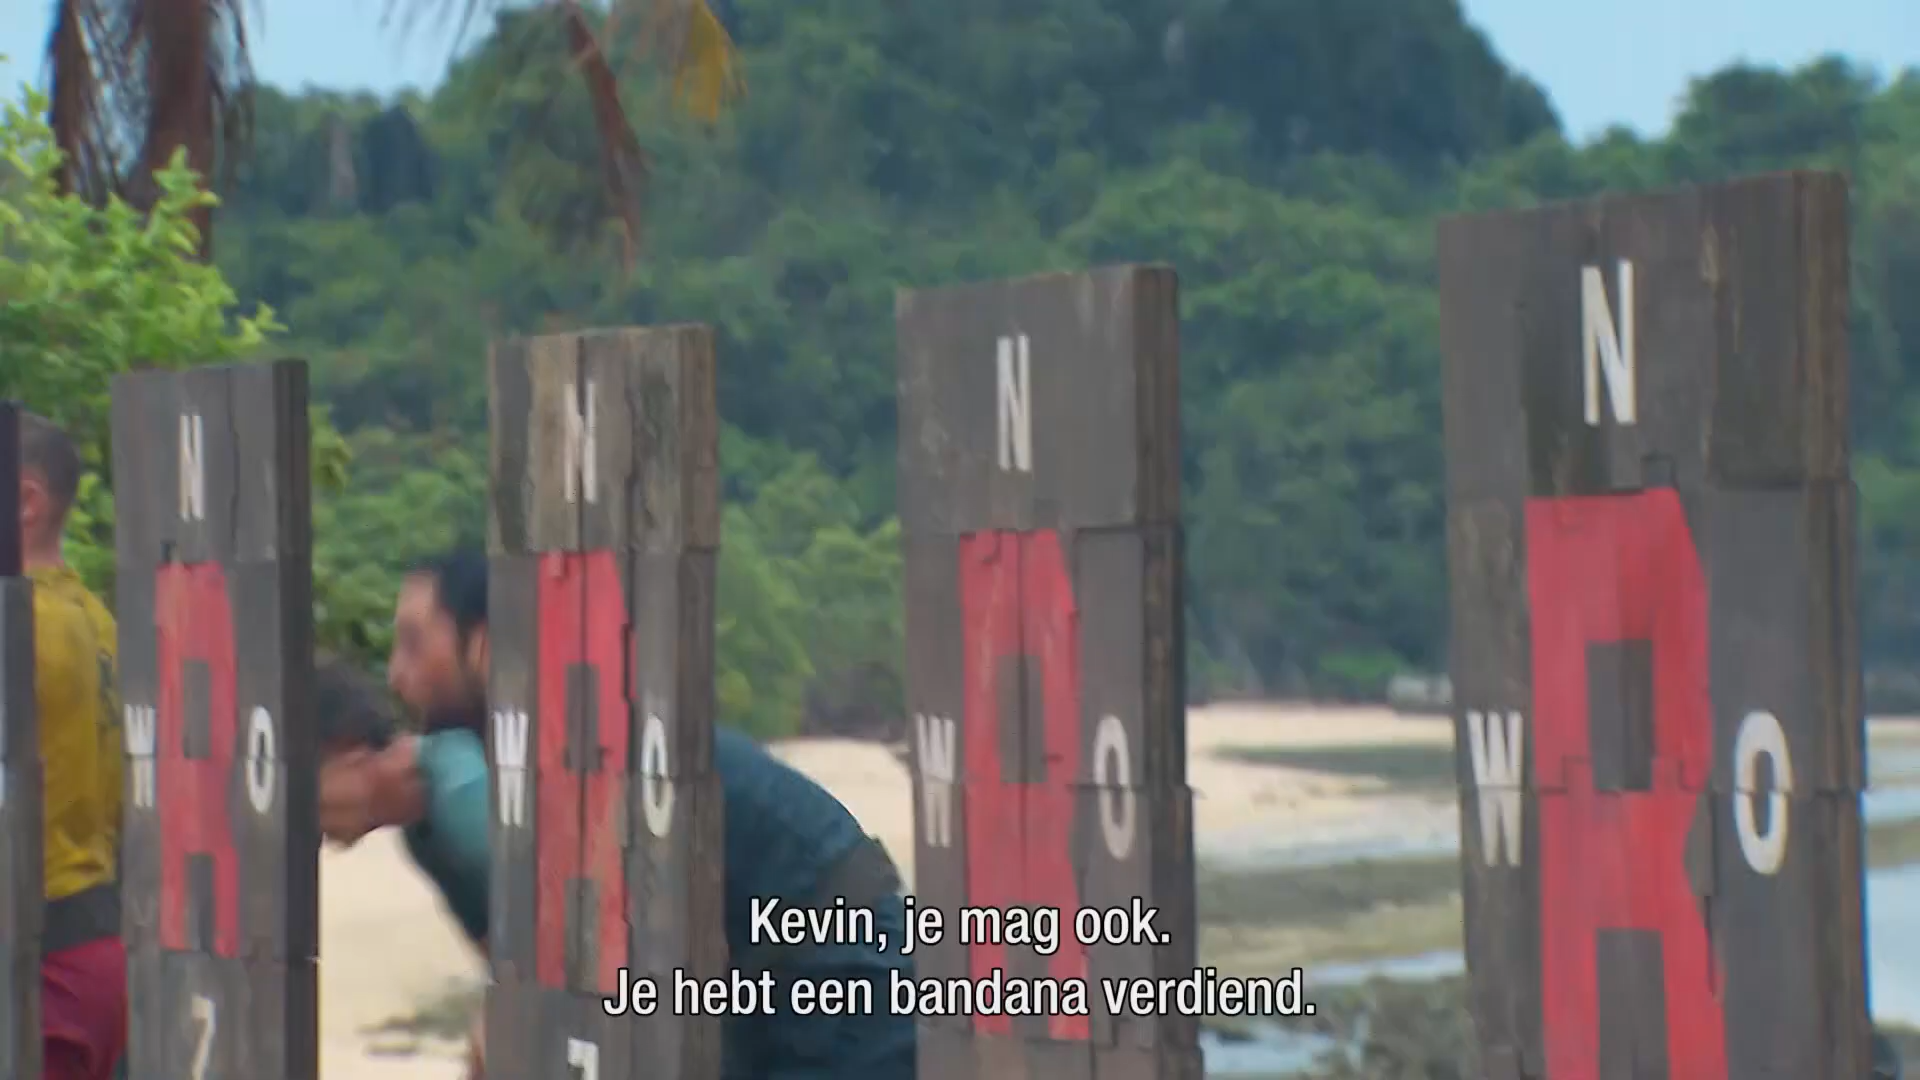 N N N N
R R R R
W O W O W O W O
Z Z
Kevin, je mag ook.
Je hebt een bandana verdiend.